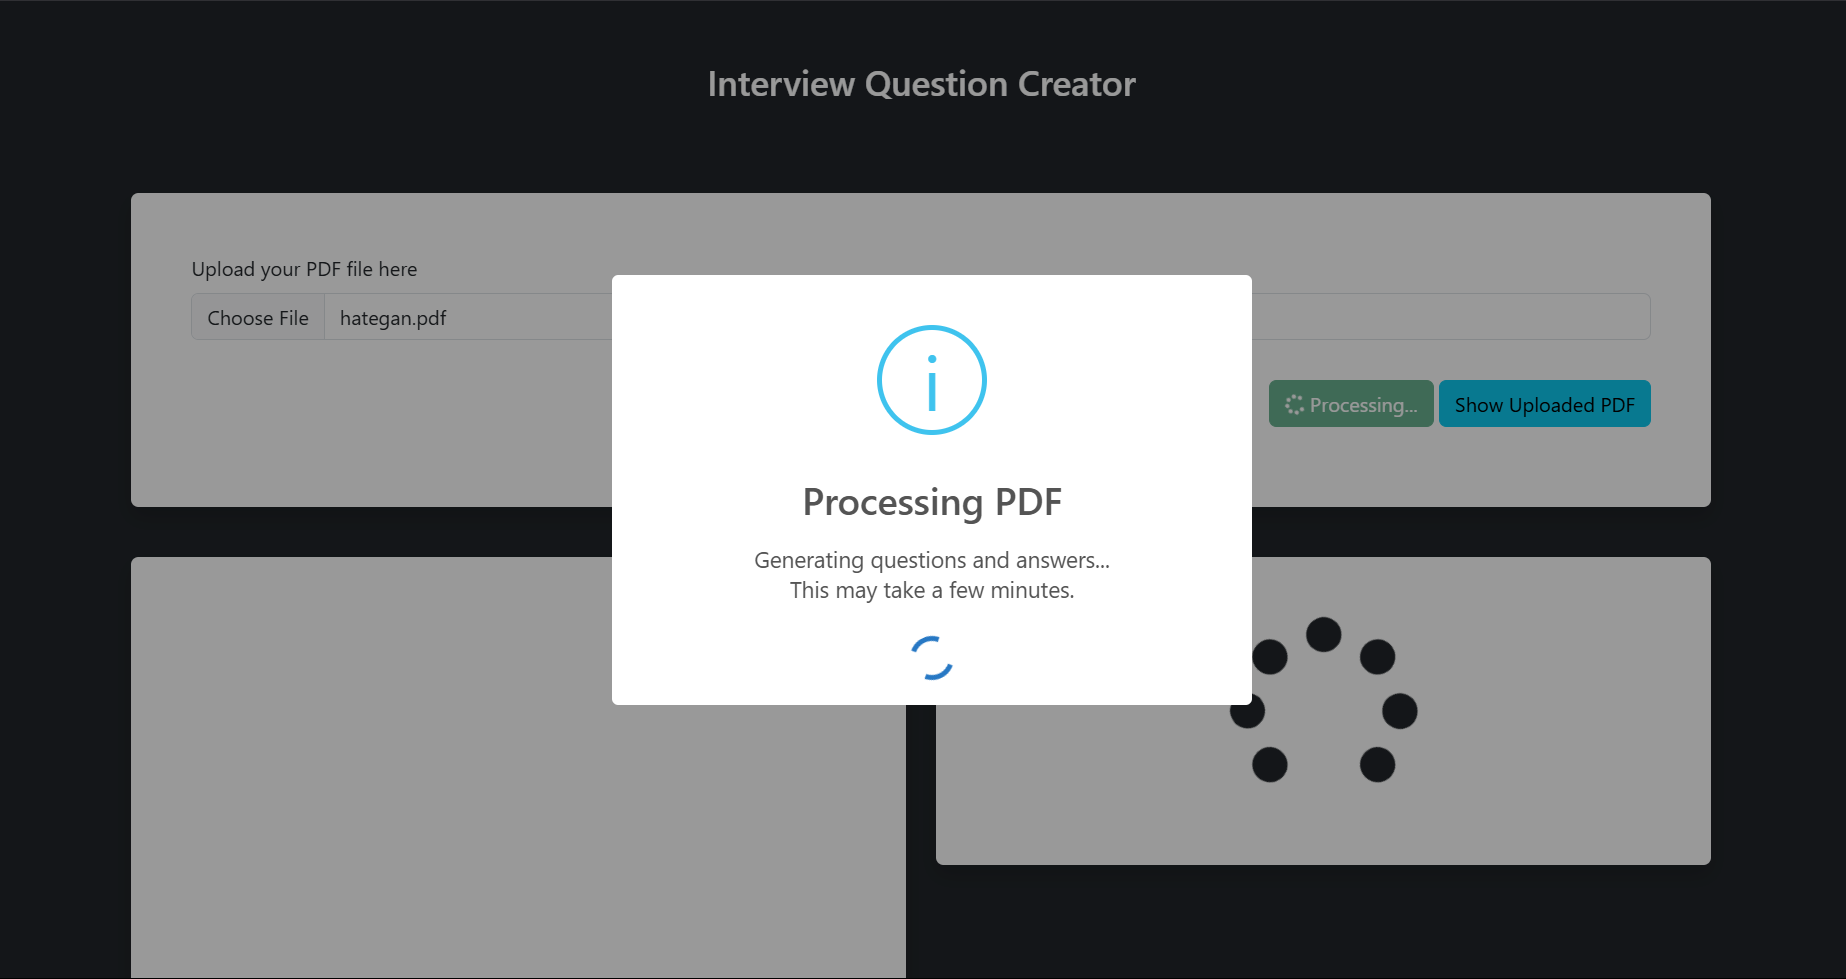 Interview Question Creator
Upload your PDF file here
Choose File hategan.pdf
Processing... Show Uploaded PDF
i
Processing PDF
Generating questions and answers...
This may take a few minutes.